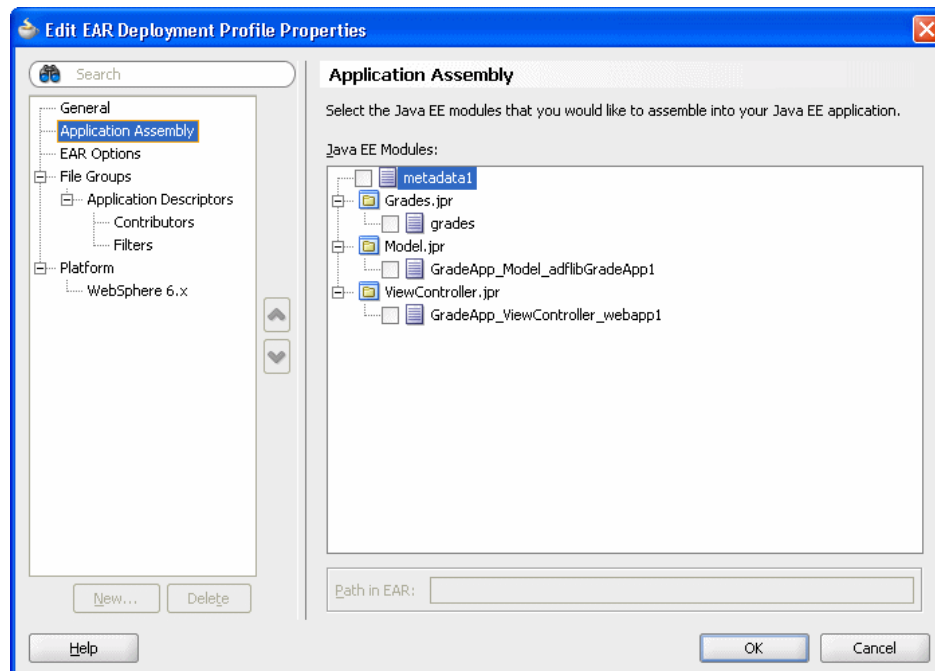 Edit EAR Deployment Profile Properties
Search
General
Application Assembly
EAR Options
File Groups
Application Descriptors
Contributors
Filters
Platform
WebSphere 6.x
New...
Delete
Application Assembly
Select the Java EE modules that you would like to assemble into your Java EE application.
Java EE Modules:
metadata1
Grades.jpr
grades
Model.jpr
GradeApp_Model_adflibGradeApp1
ViewController.jpr
GradeApp_ViewController_webapp1
Path in EAR:
Help
OK
Cancel